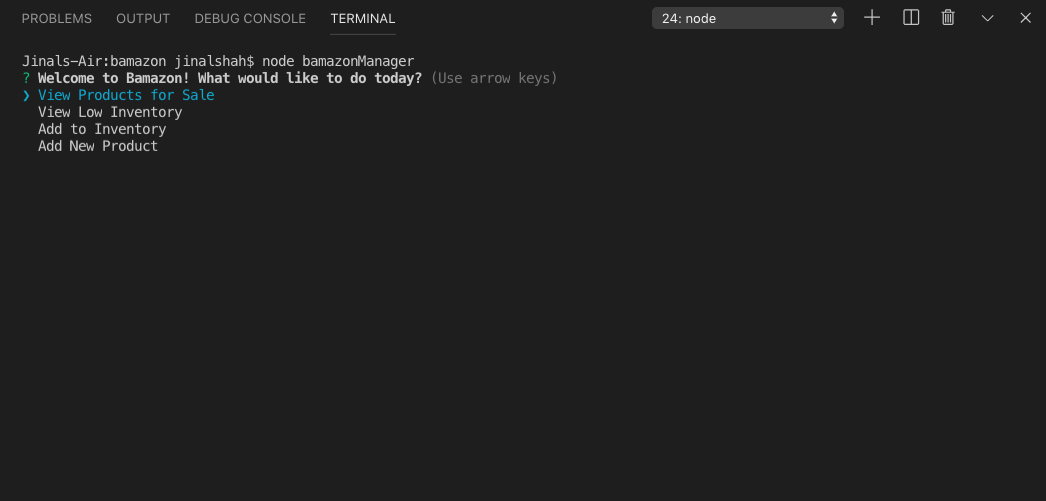 PROBLEMS OUTPUT DEBUG CONSOLE TERMINAL 24: node
Jinals-Air:bamazon jinalshah$ node bamazonManager
? Welcome to Bamazon! What would like to do today? (Use arrow keys)
❯ View Products for Sale
View Low Inventory
Add to Inventory
Add New Product